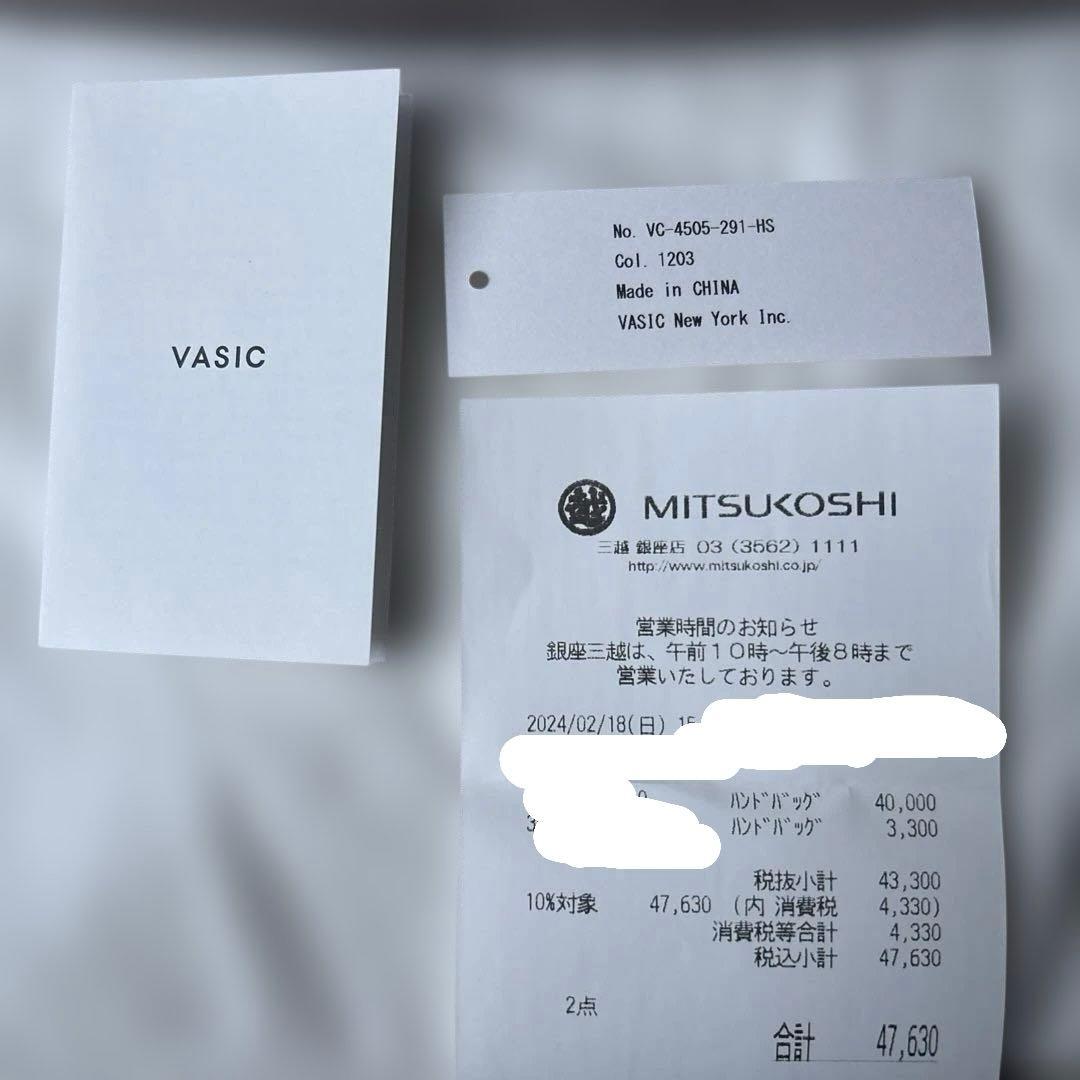 VASIC
No. VC-4505-291-HS
Col. 1203
Made in CHINA
VASIC New York Inc.
越 MITSUKOSHI
三越 銀座店 03 (3562) 1111
http://www.mitsukoshi.co.jp/
営業時間のお知らせ
銀座三越は、午前10時～午後8時まで
営業いたしております。
2024/02/18(日) 15
ﾊﾝﾄﾞﾊﾞｯｸﾞ 40,000
3 ﾊﾝﾄﾞﾊﾞｯｸﾞ 3,300
税抜小計 43,300
10%対象 47,630 (内 消費税 4,330)
消費税等合計 4,330
税込小計 47,630
2点
合計 47,630